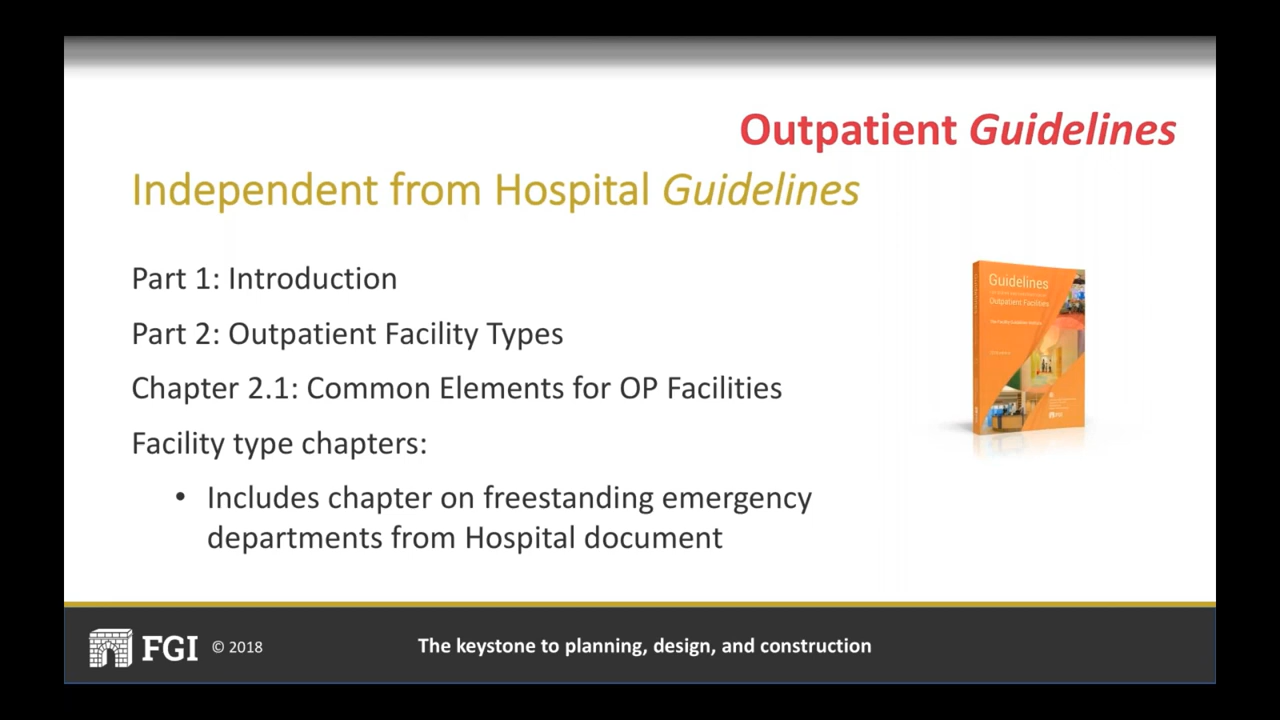 Outpatient Guidelines
Independent from Hospital Guidelines
Part 1: Introduction
Part 2: Outpatient Facility Types
Chapter 2.1: Common Elements for OP Facilities
Facility type chapters:
• Includes chapter on freestanding emergency
departments from Hospital document
Guidelines
Outpatient Facilities
FGI © 2018
The keystone to planning, design, and construction